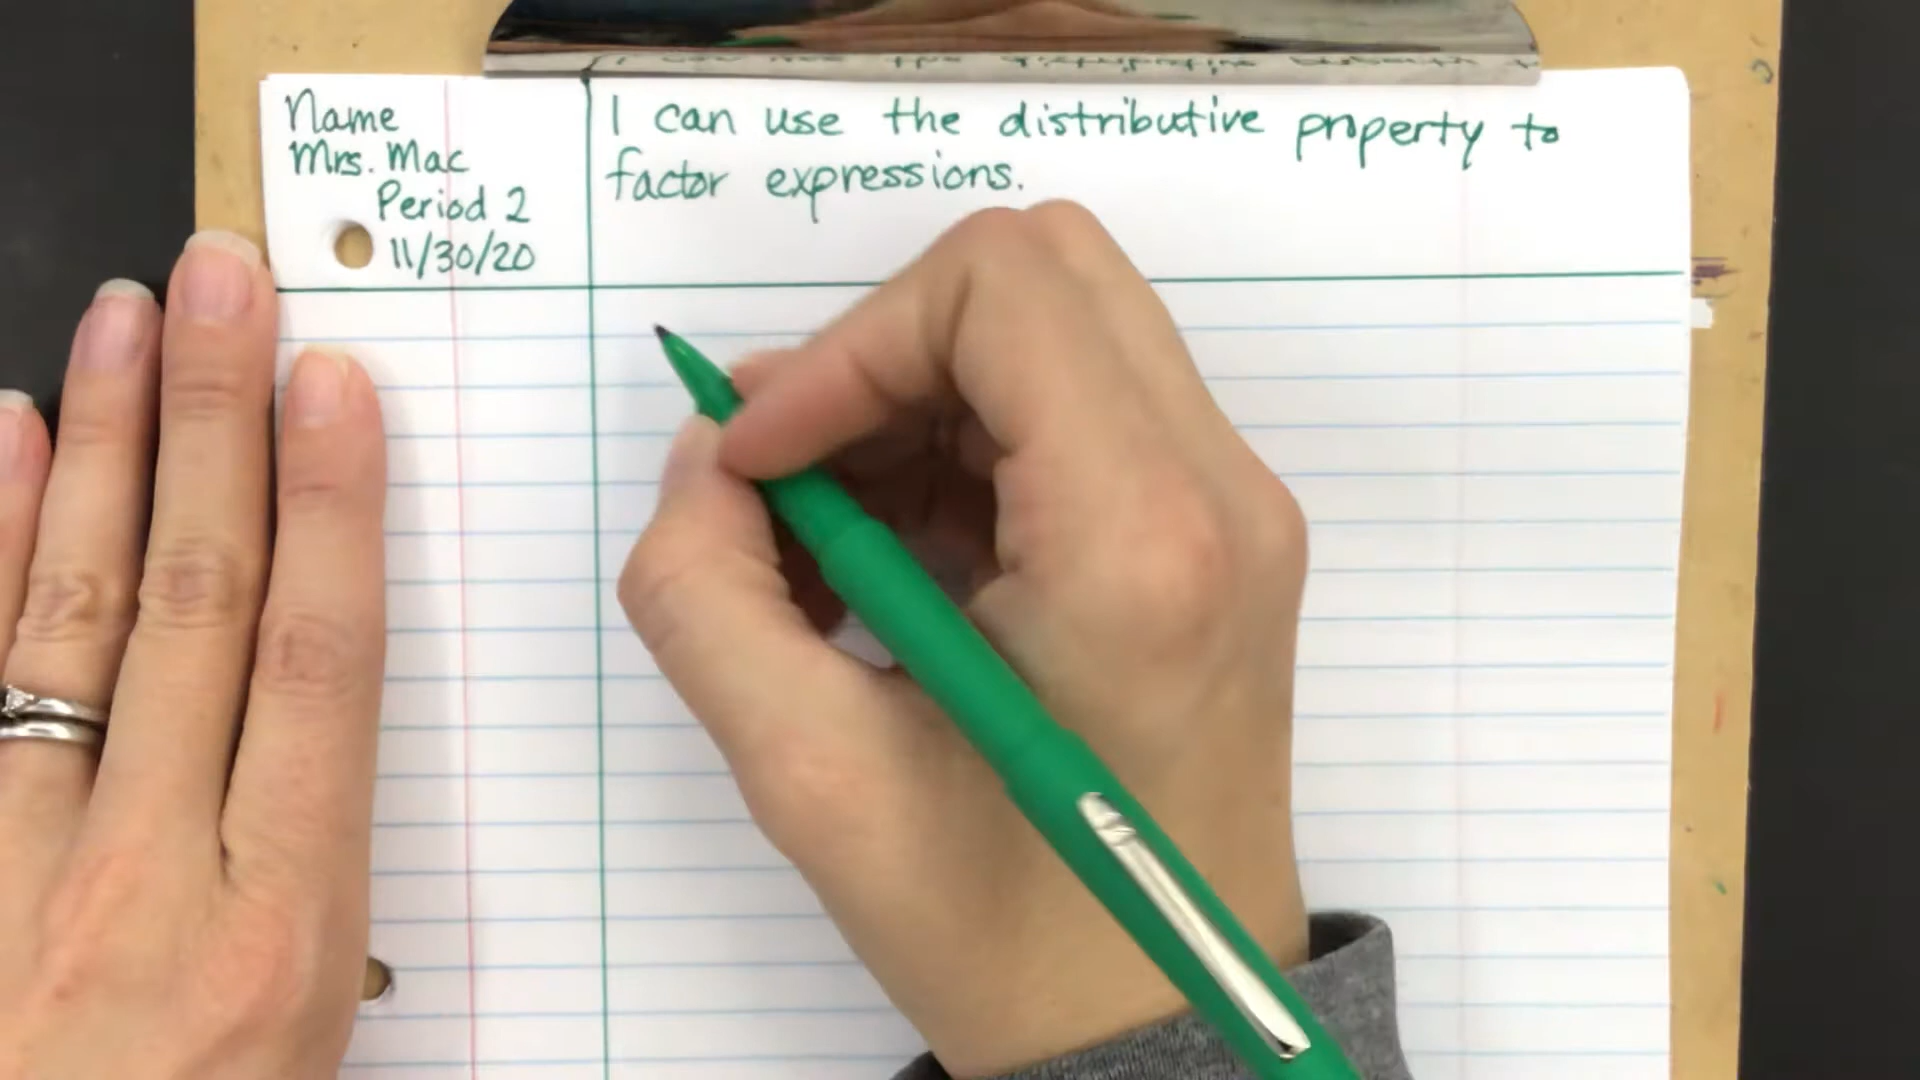 Name
Mrs. Mac
Period 2
11/30/20
I can use the distributive property to
factor expressions.